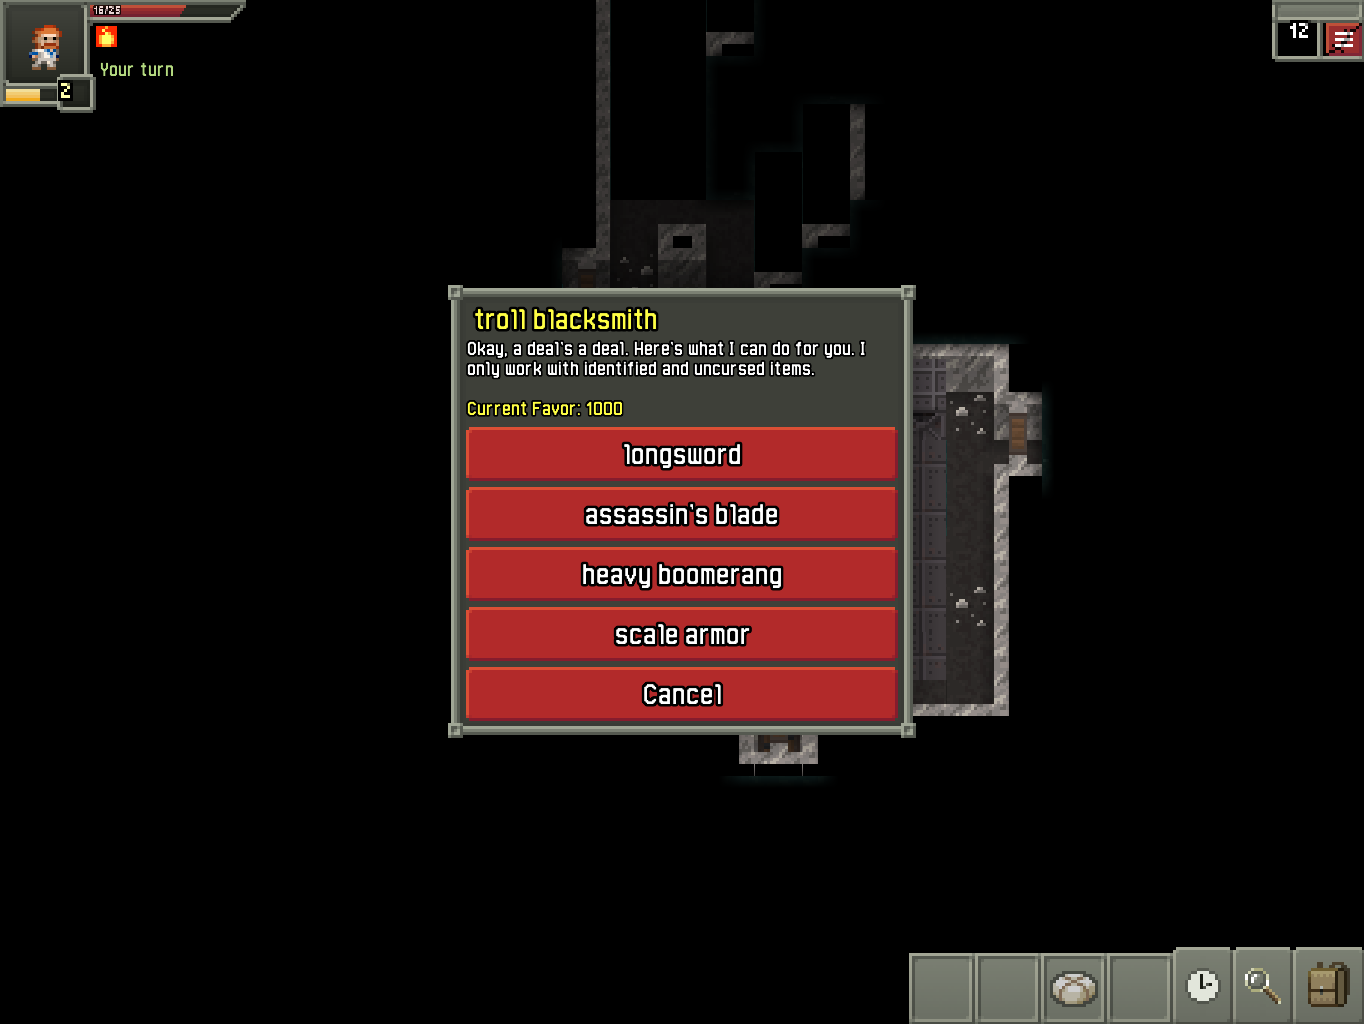 16/25
12
Your turn
2
troll blacksmith
Okay, a deal's a deal. Here's what I can do for you. I
only work with identified and uncursed items.
Current Favor: 1000
longsword
assassin's blade
heavy boomerang
scale armor
Cancel